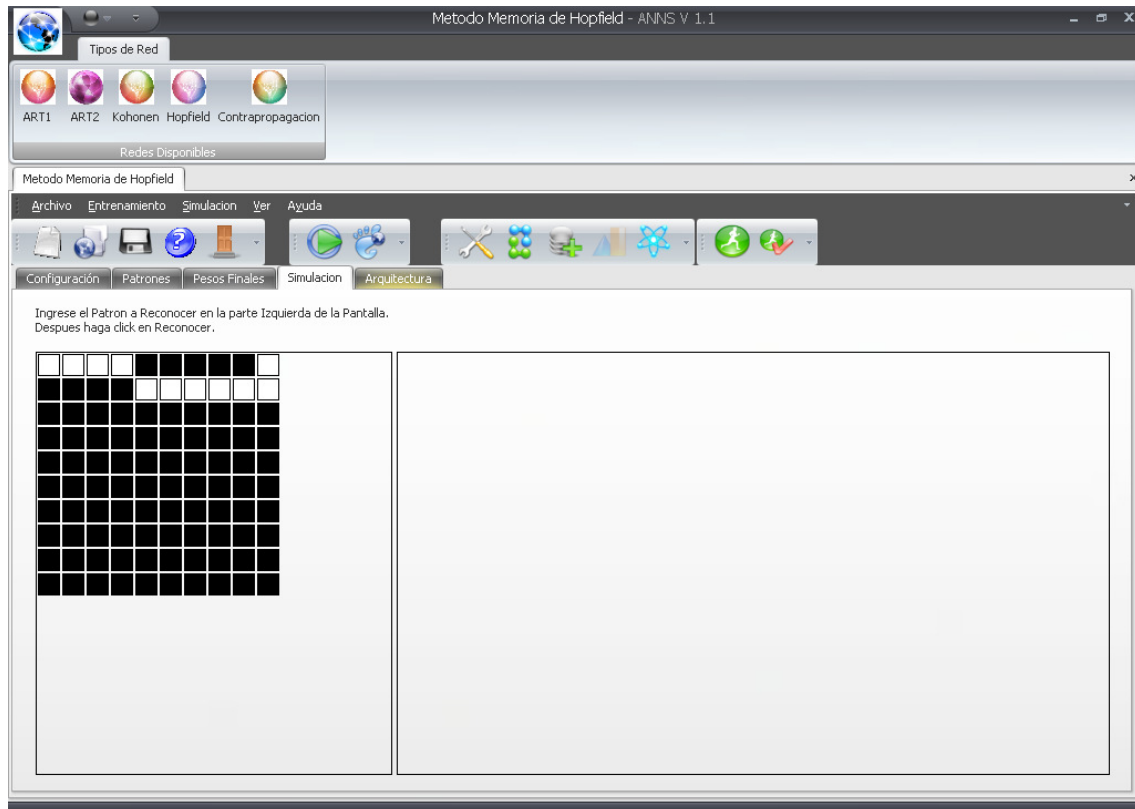 Metodo Memoria de Hopfield - ANNS V 1.1
Tipos de Red
ART1 ART2 Kohonen Hopfield Contrapropagacion
Redes Disponibles
Metodo Memoria de Hopfield
Archivo Entrenamiento Simulacion Ver Ayuda
Configuración Patrones Pesos Finales Simulacion Arquitectura
Ingrese el Patron a Reconocer en la parte Izquierda de la Pantalla.
Despues haga click en Reconocer.